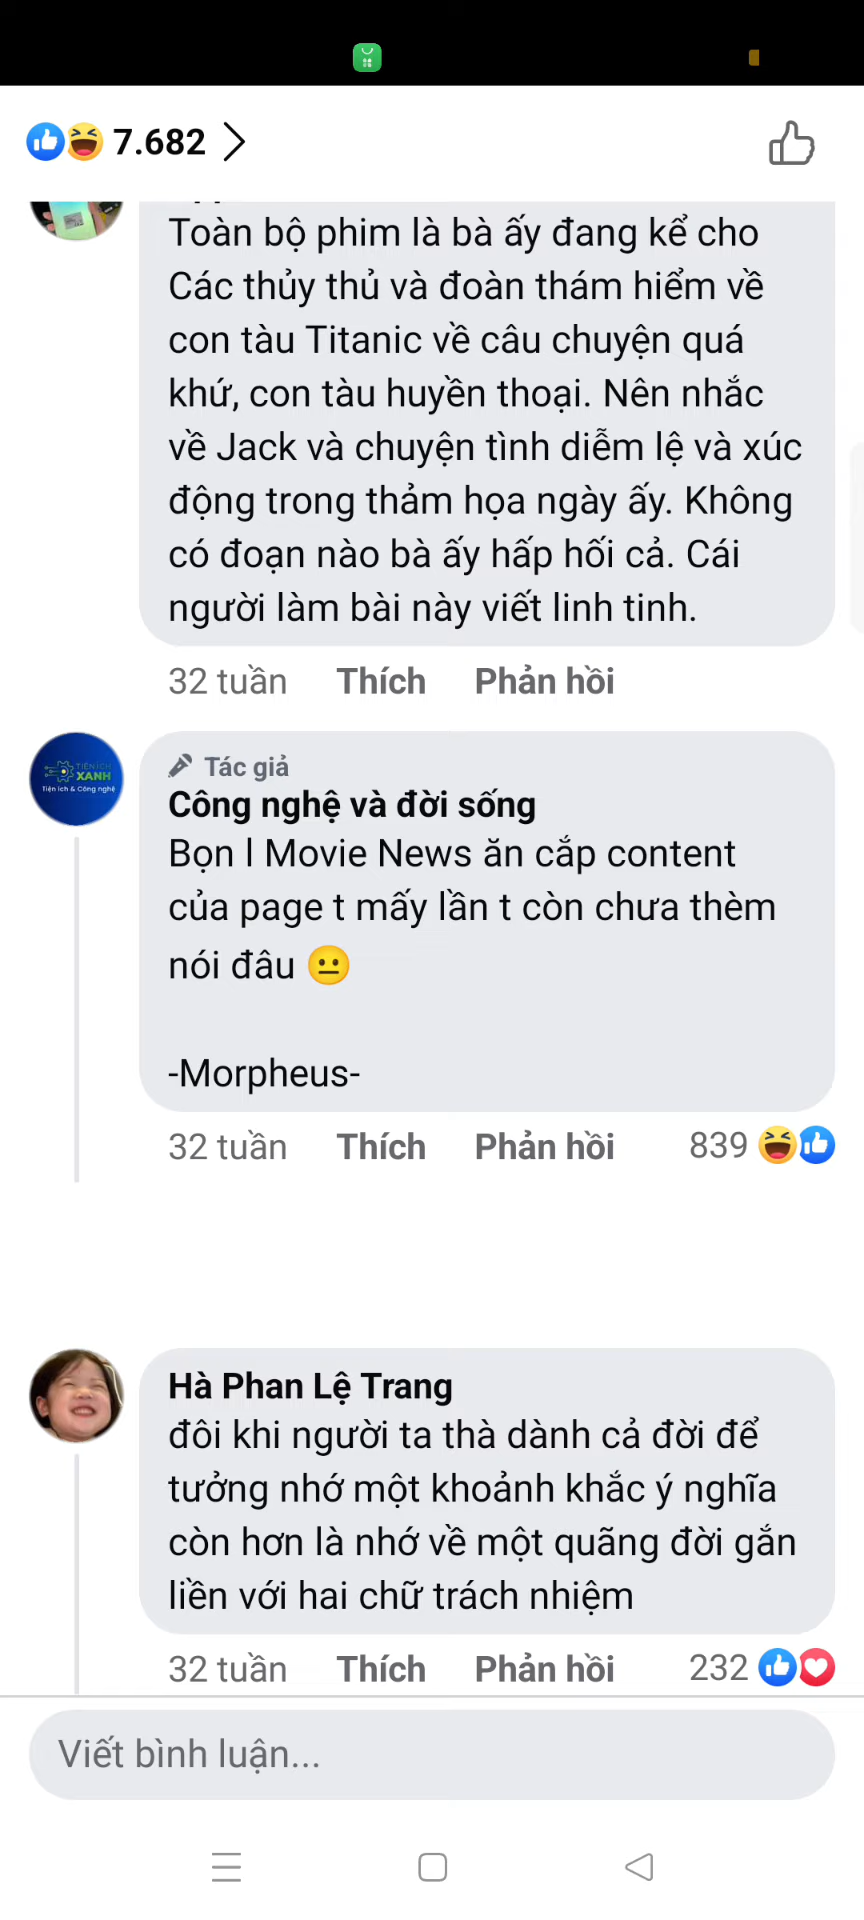 7.682
Toàn bộ phim là bà ấy đang kể cho
Các thủy thủ và đoàn thám hiểm về
con tàu Titanic về câu chuyện quá
khứ, con tàu huyền thoại. Nên nhắc
về Jack và chuyện tình diễm lệ và xúc
động trong thảm họa ngày ấy. Không
có đoạn nào bà ấy hấp hối cả. Cái
người làm bài này viết linh tinh.
32 tuần Thích Phản hồi
TIỆN ÍCH
XANH
Tiện ích & Công nghệ
Tác giả
Công nghệ và đời sống
Bọn l Movie News ăn cắp content
của page t mấy lần t còn chưa thèm
nói đâu 😐
-Morpheus-
32 tuần Thích Phản hồi 839
Hà Phan Lệ Trang
đôi khi người ta thà dành cả đời để
tưởng nhớ một khoảnh khắc ý nghĩa
còn hơn là nhớ về một quãng đời gắn
liền với hai chữ trách nhiệm
32 tuần Thích Phản hồi 232
Viết bình luận...